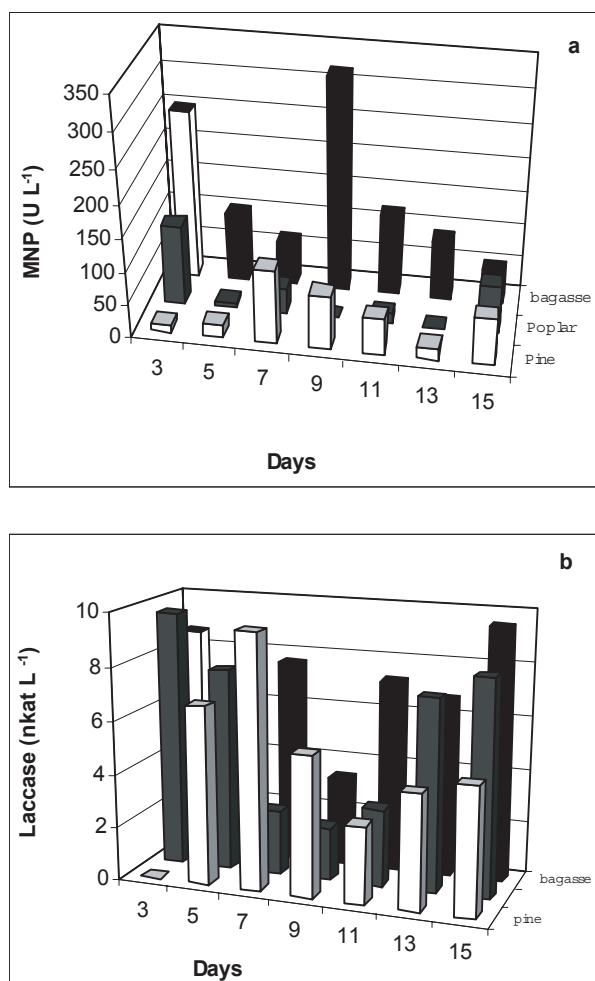 a
MNP (U L-1)
350
300
250
200
150
100
50
0
3 5 7 9 11 13 15
bagasse
Poplar
Pine
Days
b
Laccase (nkat L -1)
10
8
6
4
2
0
3 5 7 9 11 13 15
bagasse
pine
Days